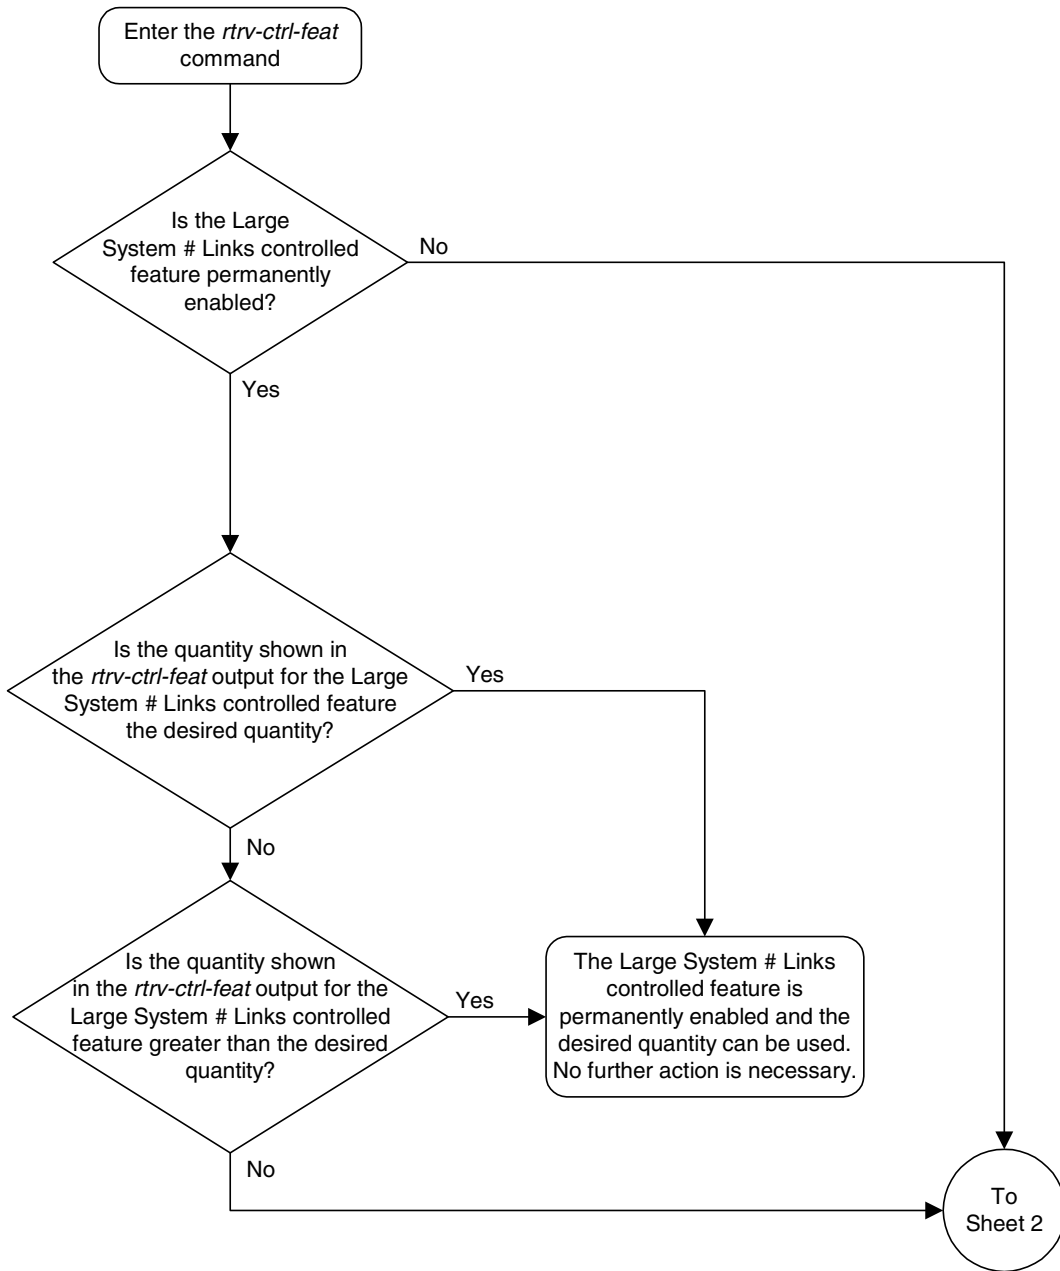 Enter the rtrv-ctrl-feat
command
Is the Large
System # Links controlled
feature permanently
enabled?
No
Yes
Is the quantity shown in
the rtrv-ctrl-feat output for the Large
System # Links controlled feature
the desired quantity?
Yes
No
Is the quantity shown
in the rtrv-ctrl-feat output for the
Large System # Links controlled
feature greater than the desired
quantity?
Yes
The Large System # Links
controlled feature is
permanently enabled and the
desired quantity can be used.
No further action is necessary.
No
To
Sheet 2